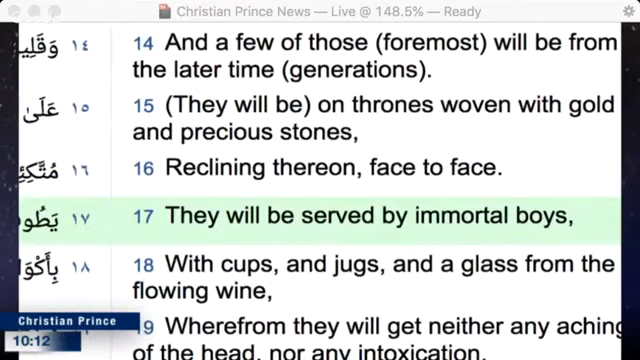 Christian Prince News — Live @ 148.5% — Ready
١٤ 14 And a few of those (foremost) will be from
the later time (generations).
عَلَىٰ ١٥ 15 (They will be) on thrones woven with gold
and precious stones,
١٦ 16 Reclining thereon, face to face.
١٧ 17 They will be served by immortal boys,
١٨ 18 With cups, and jugs, and a glass from the
flowing wine,
19 Wherefrom they will get neither any aching
of the head, nor any intoxication.
Christian Prince
10:12